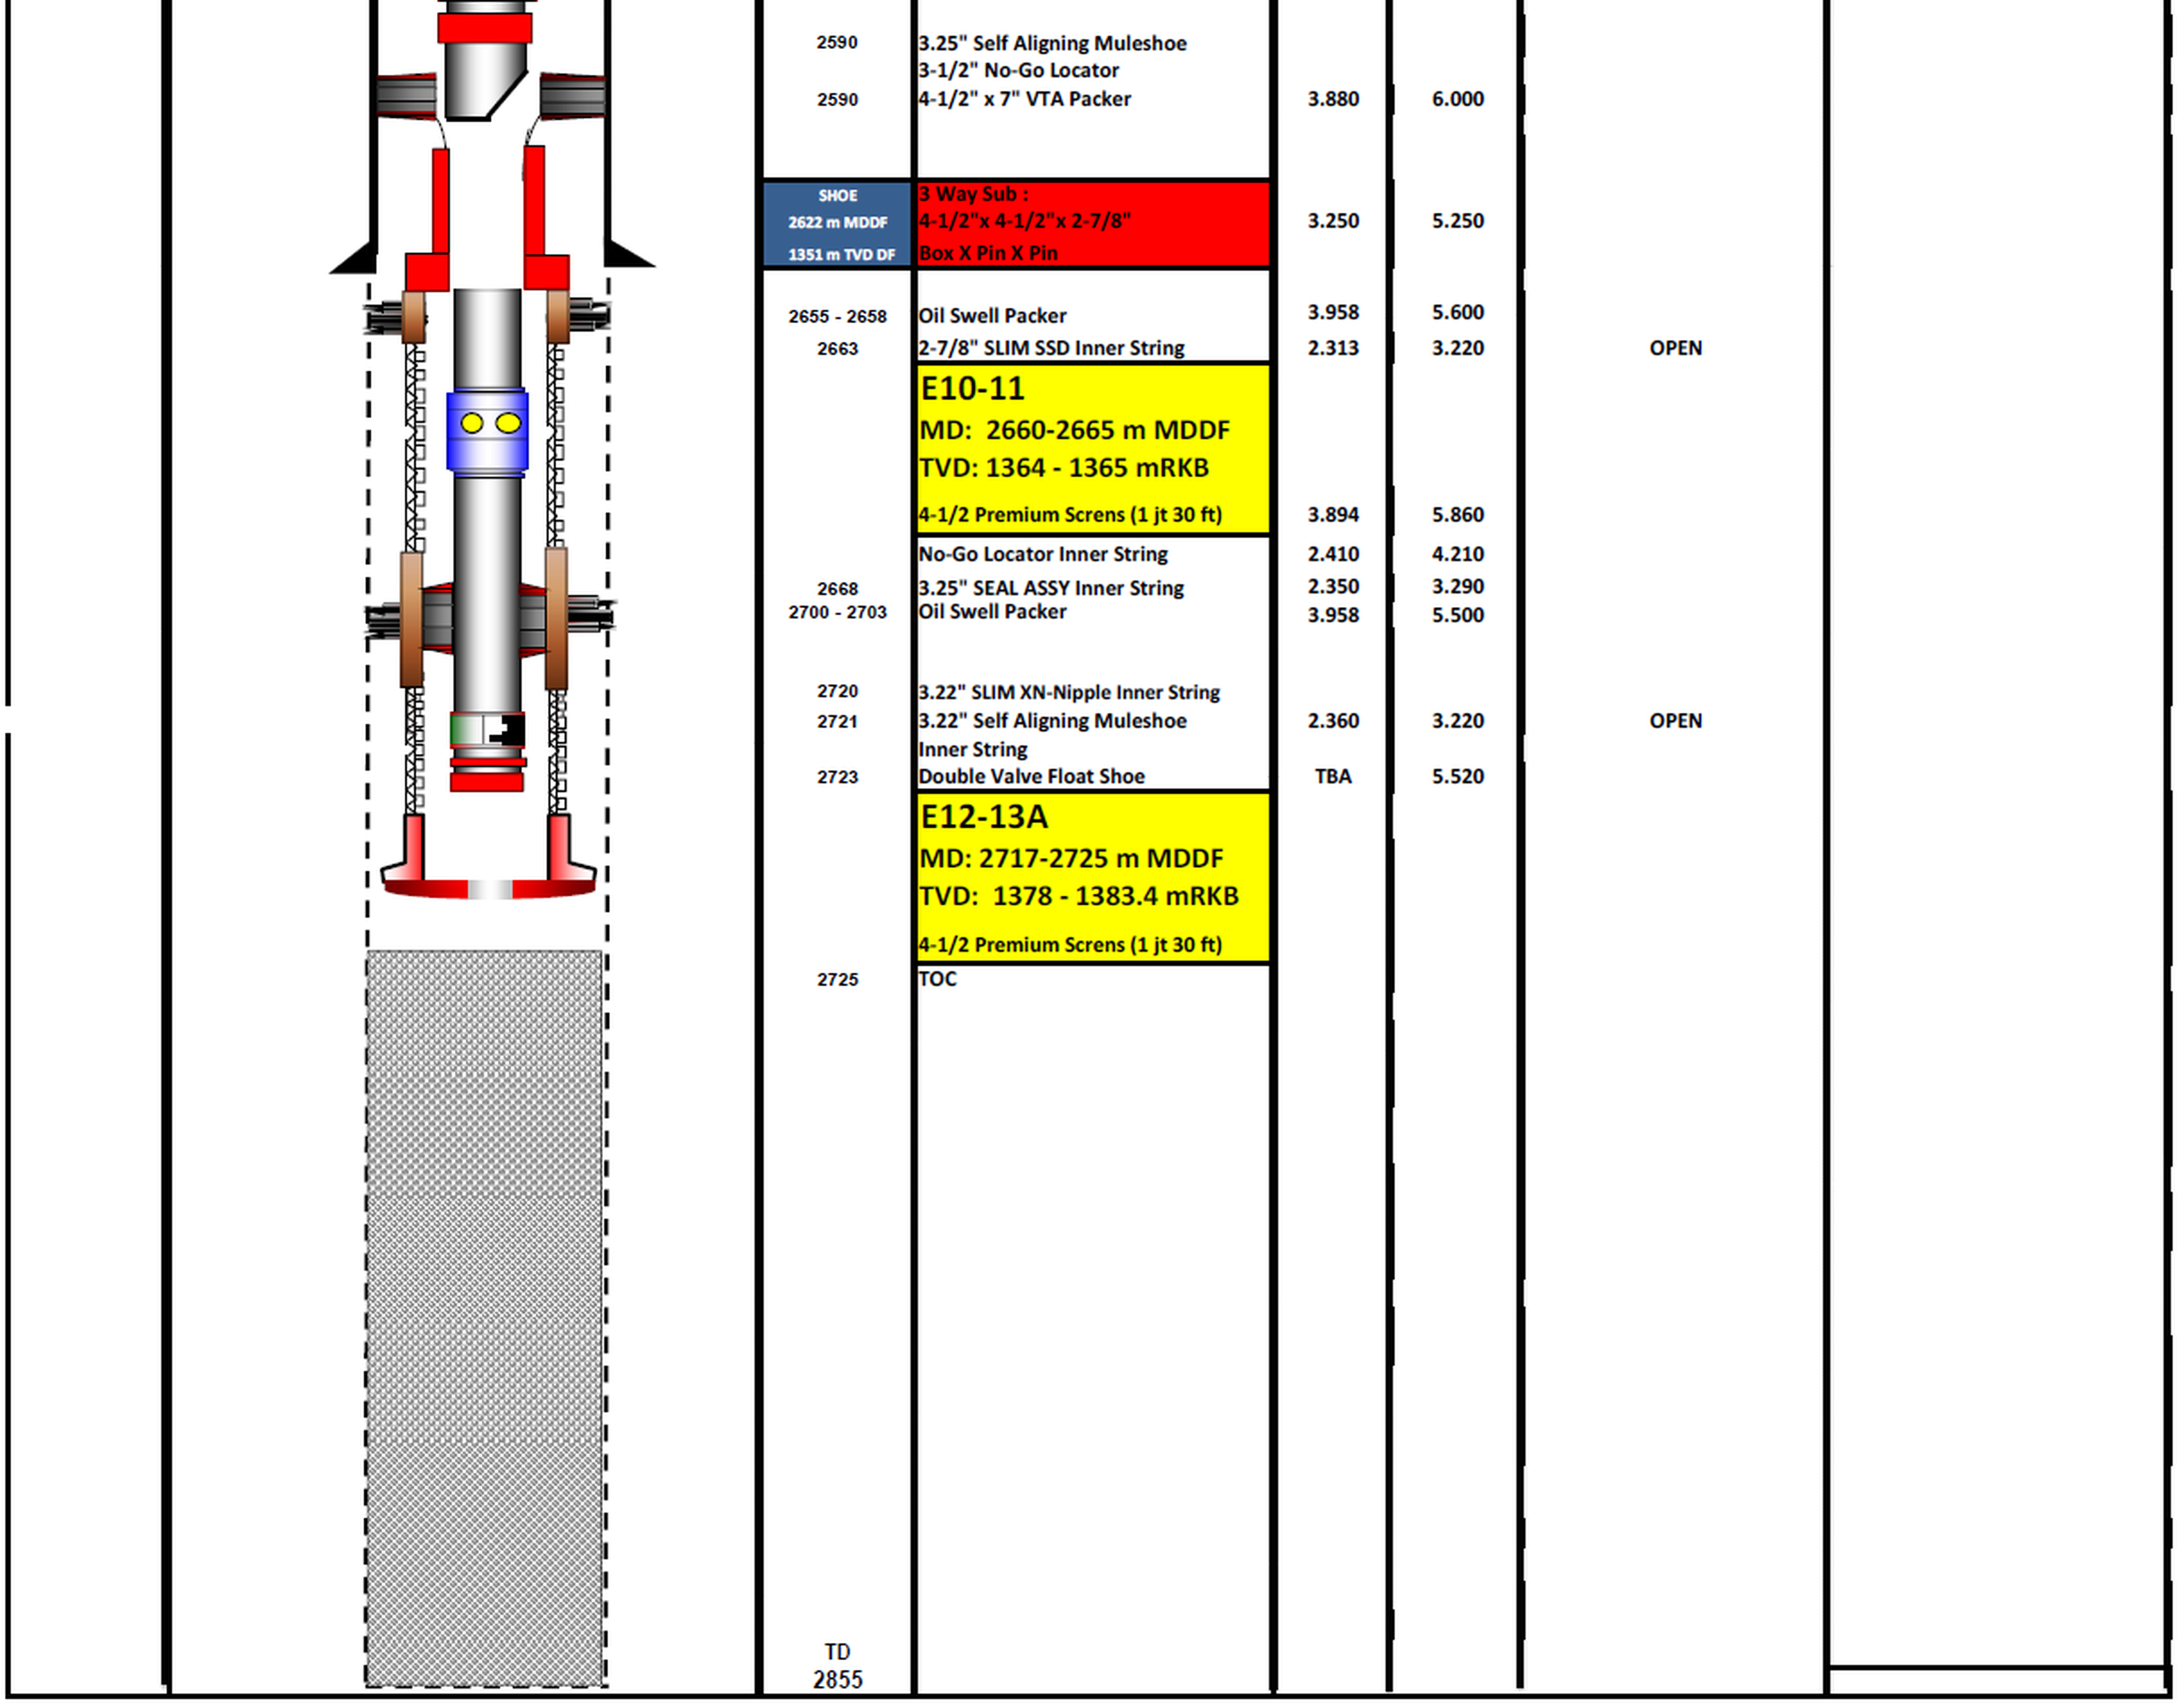 2590 3.25" Self Aligning Muleshoe
3-1/2" No-Go Locator
2590 4-1/2" x 7" VTA Packer 3.880 6.000
SHOE 3 Way Sub :
2622 m MDDF 4-1/2"x 4-1/2"x 2-7/8" 3.250 5.250
1351 m TVD DF Box X Pin X Pin
2655 - 2658 Oil Swell Packer 3.958 5.600
2663 2-7/8" SLIM SSD Inner String 2.313 3.220 OPEN
E10-11
MD: 2660-2665 m MDDF
TVD: 1364 - 1365 mRKB
4-1/2 Premium Screns (1 jt 30 ft) 3.894 5.860
No-Go Locator Inner String 2.410 4.210
2668 3.25" SEAL ASSY Inner String 2.350 3.290
2700 - 2703 Oil Swell Packer 3.958 5.500
2720 3.22" SLIM XN-Nipple Inner String
2721 3.22" Self Aligning Muleshoe 2.360 3.220 OPEN
Inner String
2723 Double Valve Float Shoe TBA 5.520
E12-13A
MD: 2717-2725 m MDDF
TVD: 1378 - 1383.4 mRKB
4-1/2 Premium Screns (1 jt 30 ft)
2725 TOC
TD
2855